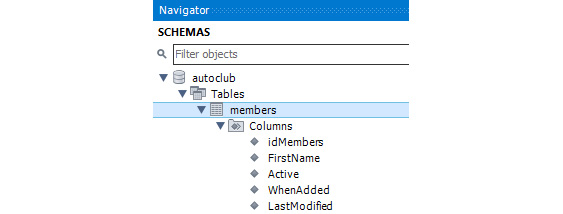 Navigator
SCHEMAS
Filter objects
autoclub
Tables
members
Columns
idMembers
FirstName
Active
WhenAdded
LastModified